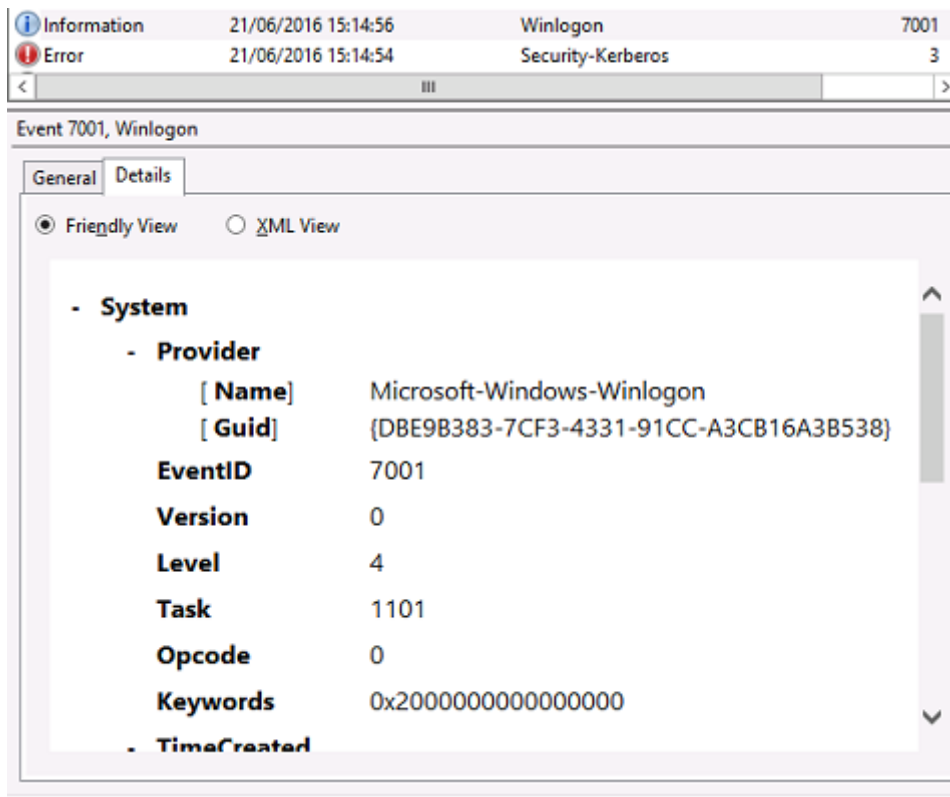 Information 21/06/2016 15:14:56 Winlogon 7001
Error 21/06/2016 15:14:54 Security-Kerberos 3
Event 7001, Winlogon
General Details
Friendly View XML View
- System
- Provider
[ Name] Microsoft-Windows-Winlogon
[ Guid] {DBE9B383-7CF3-4331-91CC-A3CB16A3B538}
EventID 7001
Version 0
Level 4
Task 1101
Opcode 0
Keywords 0x2000000000000000
- TimeCreated